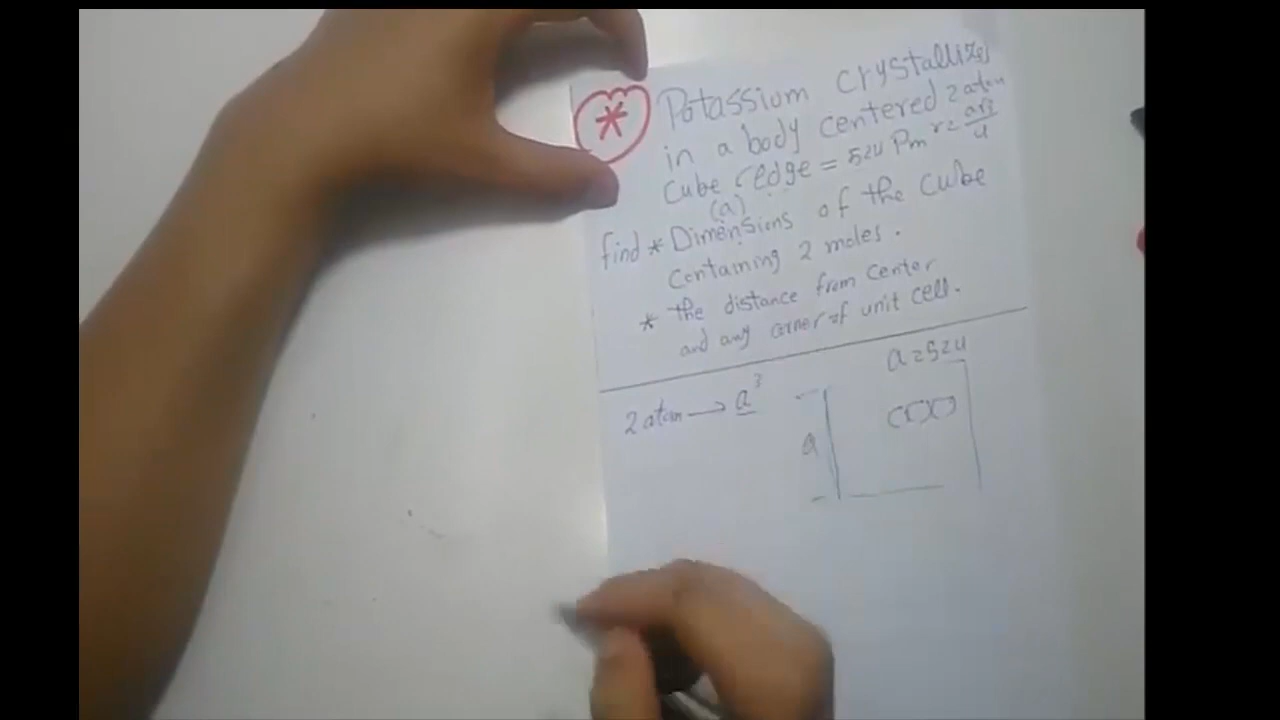 * Potassium crystallizes
in a body centered 2 atom
cube (edge = 524 Pm r = a√3/4
(a)
find * Dimensions of the cube
containing 2 moles.
* the distance from center
and any corner of unit cell.
a = 524
2 atom → a³
a